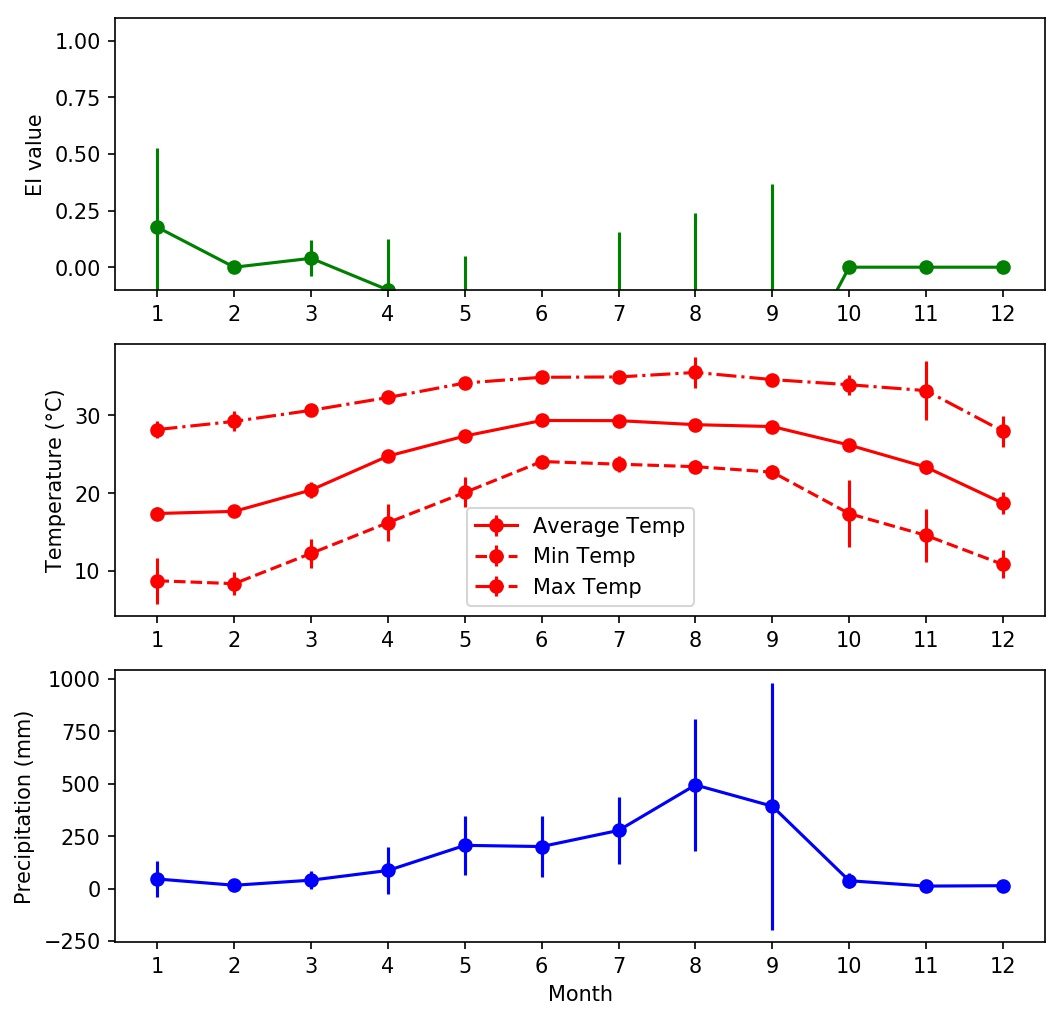 EI value
1.00
0.75
0.50
0.25
0.00
1 2 3 4 5 6 7 8 9 10 11 12
Temperature (°C)
30
20
10
Average Temp
Min Temp
Max Temp
1 2 3 4 5 6 7 8 9 10 11 12
Precipitation (mm)
1000
750
500
250
0
−250
1 2 3 4 5 6 7 8 9 10 11 12
Month